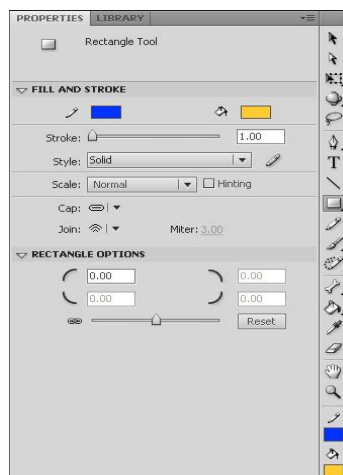 PROPERTIES LIBRARY
Rectangle Tool
FILL AND STROKE
Stroke: 1.00
Style: Solid
Scale: Normal Hinting
Cap:
Join: Miter: 3.00
RECTANGLE OPTIONS
0.00 0.00
0.00 0.00
Reset
T